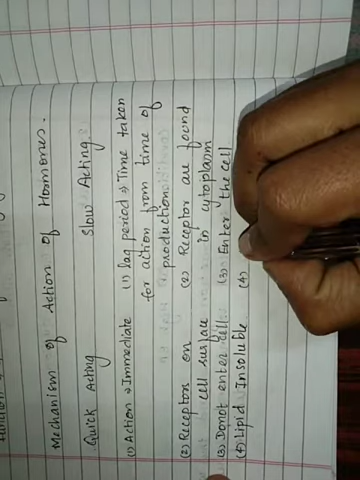 Mechanism of Action of Hormones.
Quick Acting Slow Acting
(1) Action → Immediate (1) Lag period → Time taken
for action from time of
production
(2) Receptors on (2) Receptor are found
cell surface in cytoplasm
(3) Donot enter cell (3) Enter the cell
(4) Lipid Insoluble (4)